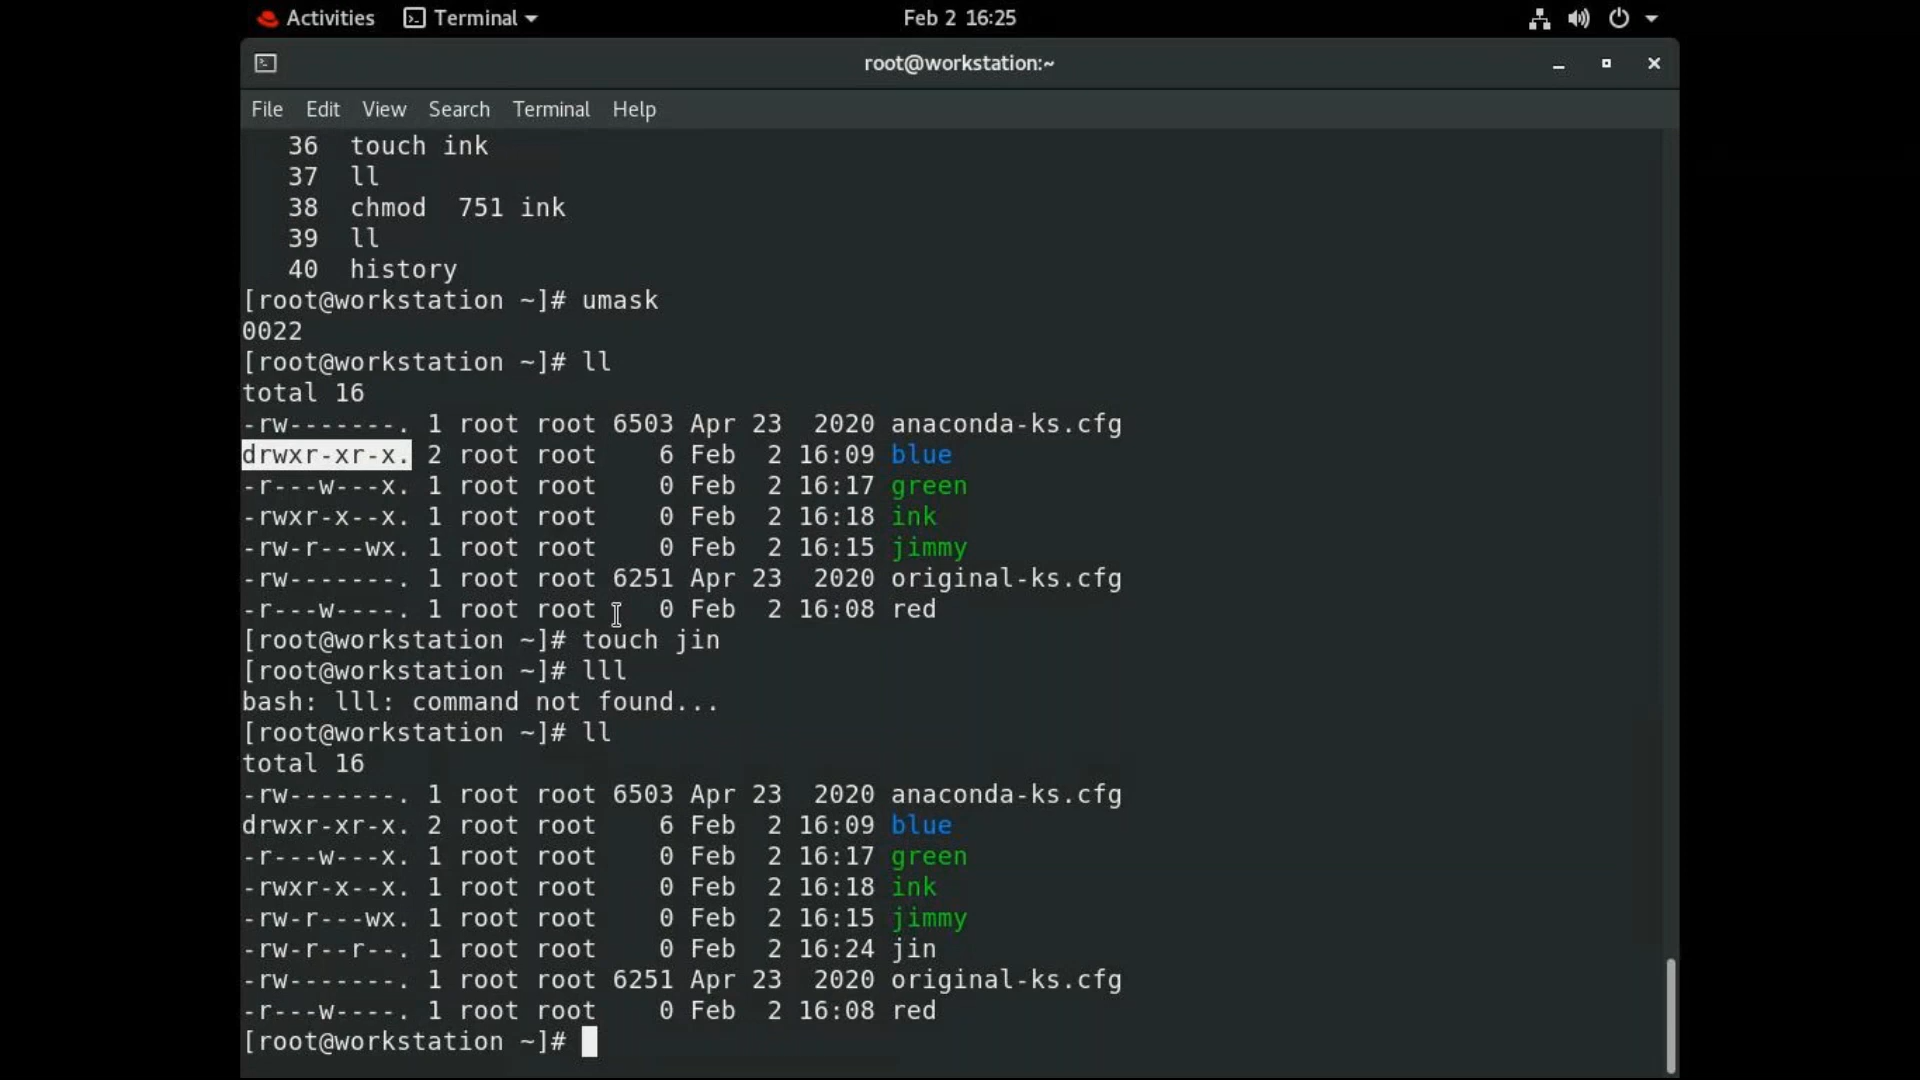 Activities Terminal Feb 2 16:25
root@workstation:~
File Edit View Search Terminal Help
   36  touch ink
   37  ll
   38  chmod  751 ink
   39  ll
   40  history
[root@workstation ~]# umask
0022
[root@workstation ~]# ll
total 16
-rw-------. 1 root root 6503 Apr 23  2020 anaconda-ks.cfg
drwxr-xr-x. 2 root root    6 Feb  2 16:09 blue
-r---w---x. 1 root root    0 Feb  2 16:17 green
-rwxr-x--x. 1 root root    0 Feb  2 16:18 ink
-rw-r---wx. 1 root root    0 Feb  2 16:15 jimmy
-rw-------. 1 root root 6251 Apr 23  2020 original-ks.cfg
-r---w----. 1 root root    0 Feb  2 16:08 red
[root@workstation ~]# touch jin
[root@workstation ~]# lll
bash: lll: command not found...
[root@workstation ~]# ll
total 16
-rw-------. 1 root root 6503 Apr 23  2020 anaconda-ks.cfg
drwxr-xr-x. 2 root root    6 Feb  2 16:09 blue
-r---w---x. 1 root root    0 Feb  2 16:17 green
-rwxr-x--x. 1 root root    0 Feb  2 16:18 ink
-rw-r---wx. 1 root root    0 Feb  2 16:15 jimmy
-rw-r--r--. 1 root root    0 Feb  2 16:24 jin
-rw-------. 1 root root 6251 Apr 23  2020 original-ks.cfg
-r---w----. 1 root root    0 Feb  2 16:08 red
[root@workstation ~]#